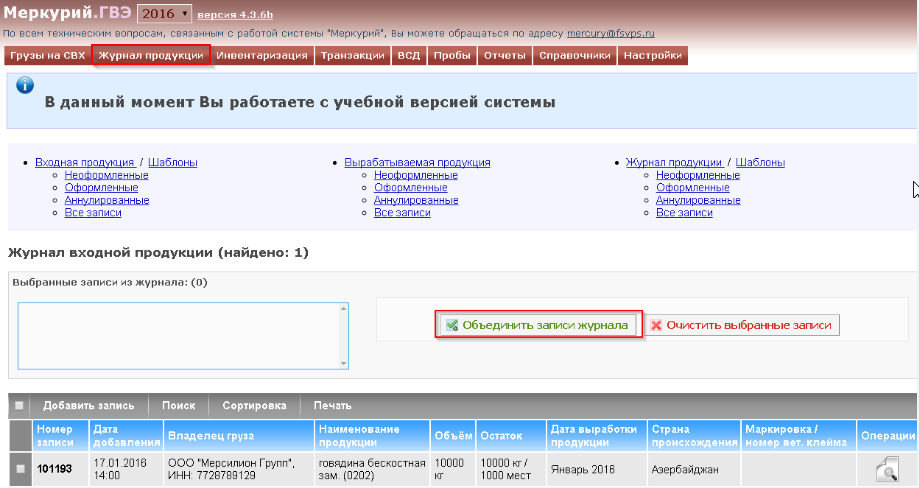 Меркурий.ГВЭ 2016 версия 4.3.6b
По всем техническим вопросам, связанным с работой системы "Меркурий", Вы можете обращаться по адресу mercury@fsvps.ru
Грузы на СВХ Журнал продукции Инвентаризация Транзакции ВСД Пробы Отчеты Справочники Настройки
В данный момент Вы работаете с учебной версией системы
Входная продукция / Шаблоны
Неоформленные
Оформленные
Аннулированные
Все записи
Вырабатываемая продукция
Неоформленные
Оформленные
Аннулированные
Все записи
Журнал продукции / Шаблоны
Неоформленные
Оформленные
Аннулированные
Все записи
Журнал входной продукции (найдено: 1)
Выбранные записи из журнала: (0)
Объединить записи журнала Очистить выбранные записи
Добавить запись Поиск Сортировка Печать
Номер записи Дата добавления Владелец груза Наименование продукции Объём Остаток Дата выработки продукции Страна происхождения Маркировка / номер вет. клейма Операции
101193 17.01.2016 14:00 ООО "Мерсилион Групп", ИНН: 7728789129 говядина бескостная зам. (0202) 10000 кг 10000 кг / 1000 мест Январь 2016 Азербайджан